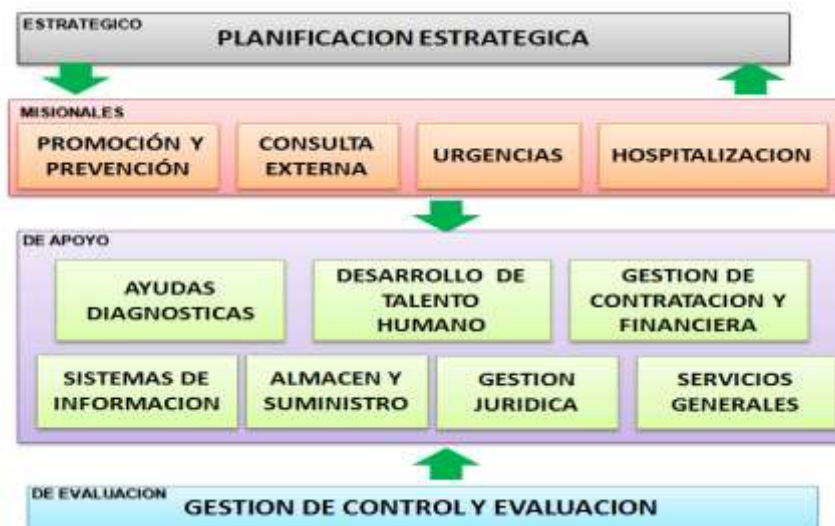 ESTRATEGICO
PLANIFICACION ESTRATEGICA
MISIONALES
PROMOCIÓN Y
PREVENCIÓN
CONSULTA
EXTERNA
URGENCIAS
HOSPITALIZACION
DE APOYO
AYUDAS
DIAGNOSTICAS
DESARROLLO DE
TALENTO
HUMANO
GESTION DE
CONTRATACION Y
FINANCIERA
SISTEMAS DE
INFORMACION
ALMACEN Y
SUMINISTRO
GESTION
JURIDICA
SERVICIOS
GENERALES
DE EVALUACION
GESTION DE CONTROL Y EVALUACION